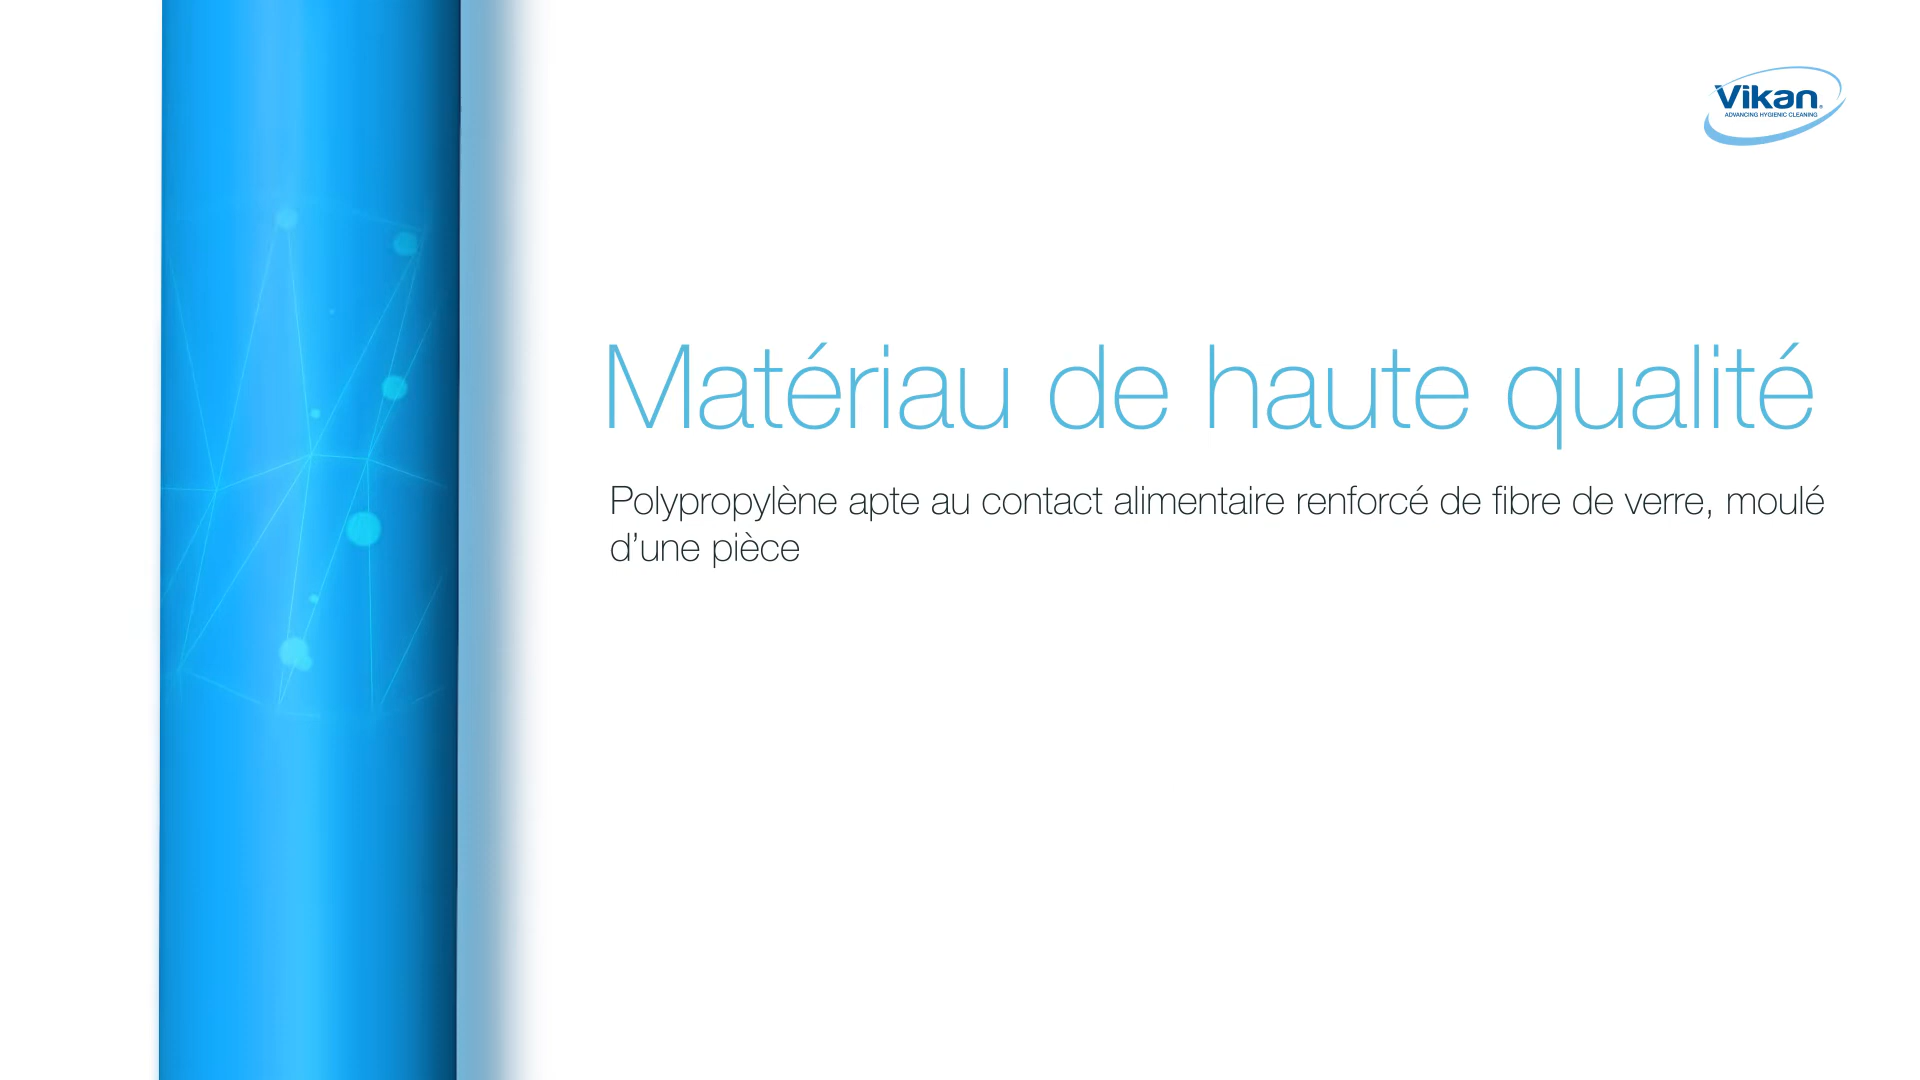 Vikan®
ADVANCING HYGIENIC CLEANING
Matériau de haute qualité
Polypropylène apte au contact alimentaire renforcé de fibre de verre, moulé
d’une pièce